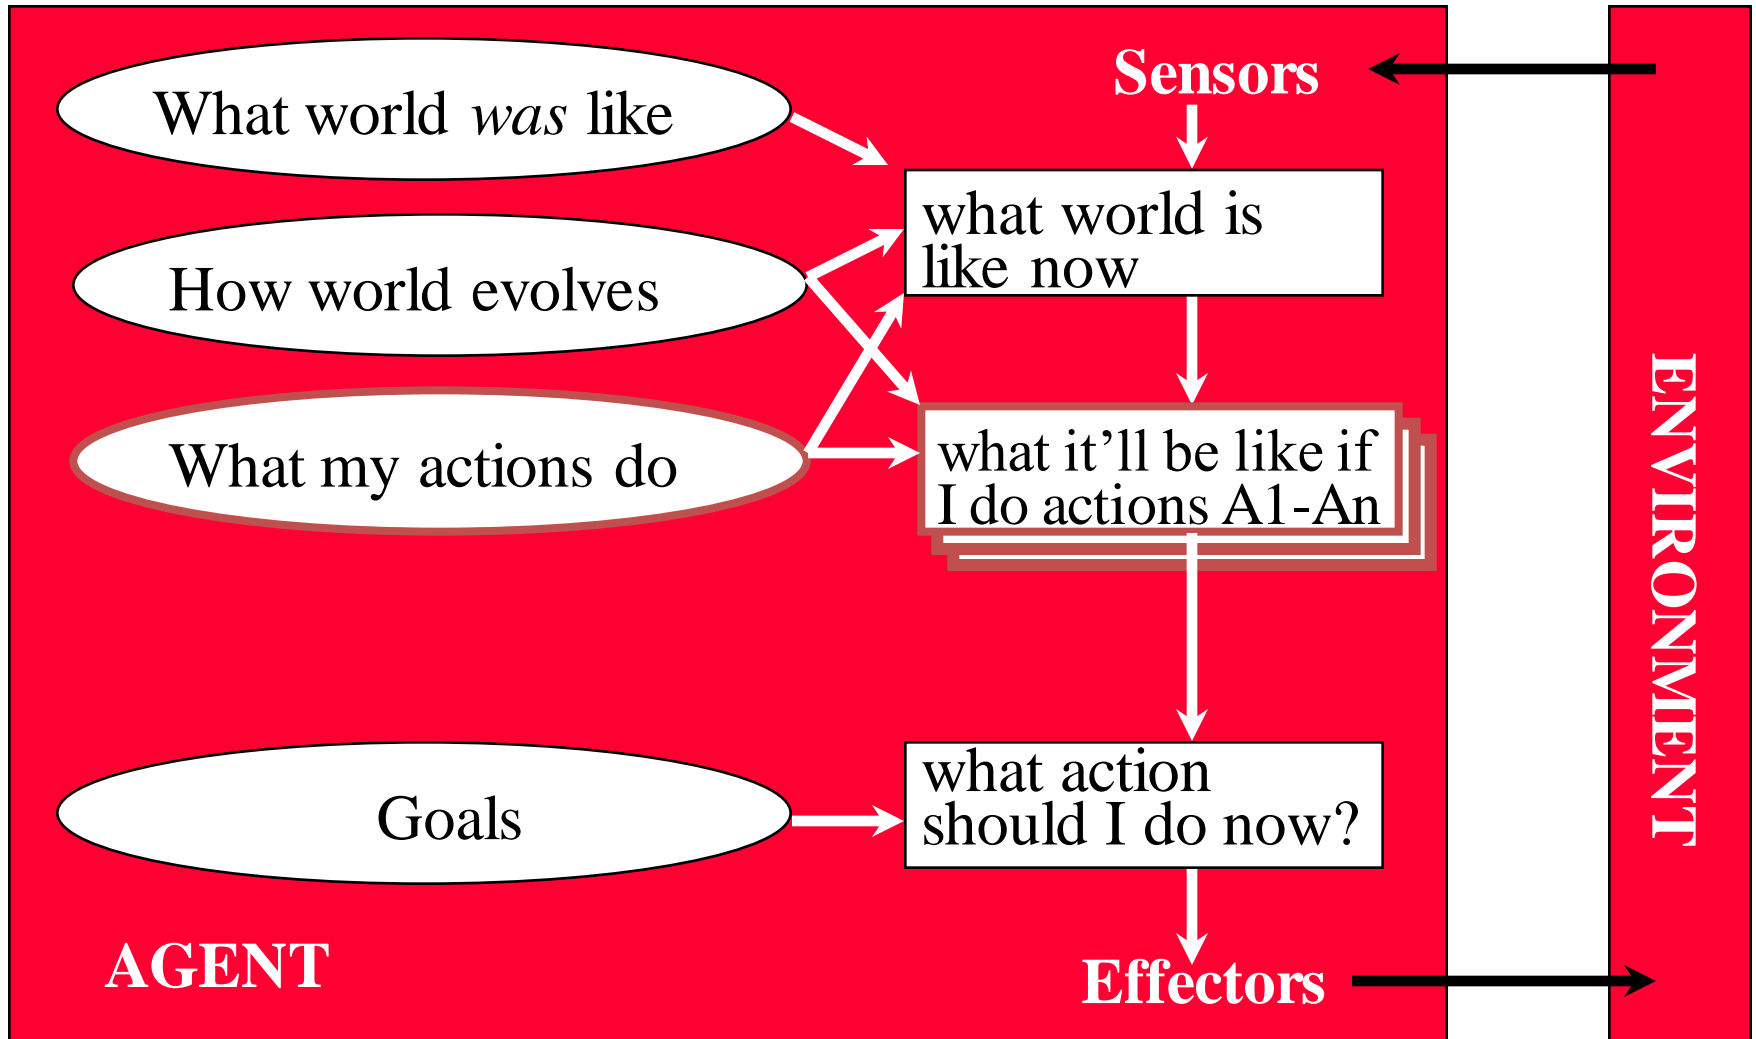 Sensors
What world was like
what world is
like now
How world evolves
What my actions do
what it’ll be like if
I do actions A1-An
Goals
what action
should I do now?
AGENT
Effectors
ENVIRONMENT